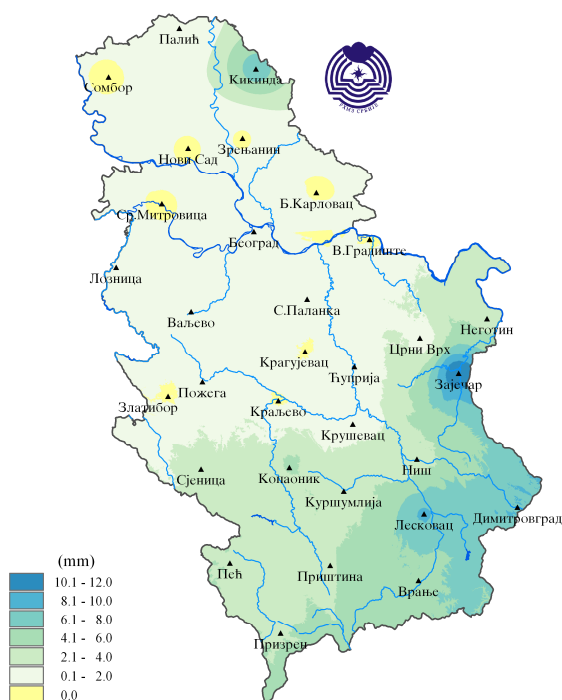 Палић
Кикинда
Сомбор
Зрењанин
Нови Сад
Б.Карловац
Ср.Митровица
Београд
В.Градиште
Лозница
С.Паланка
Ваљево
Неготин
Црни Врх
Крагујевац
Ћуприја
Зајечар
Пожега
Златибор
Краљево
Крушевац
Ниш
Сјеница
Копаоник
Куршумлија
Лесковац
Димитровград
Пећ
Приштина
Врање
Призрен
(mm)
10.1 - 12.0
8.1 - 10.0
6.1 - 8.0
4.1 - 6.0
2.1 - 4.0
0.1 - 2.0
0.0